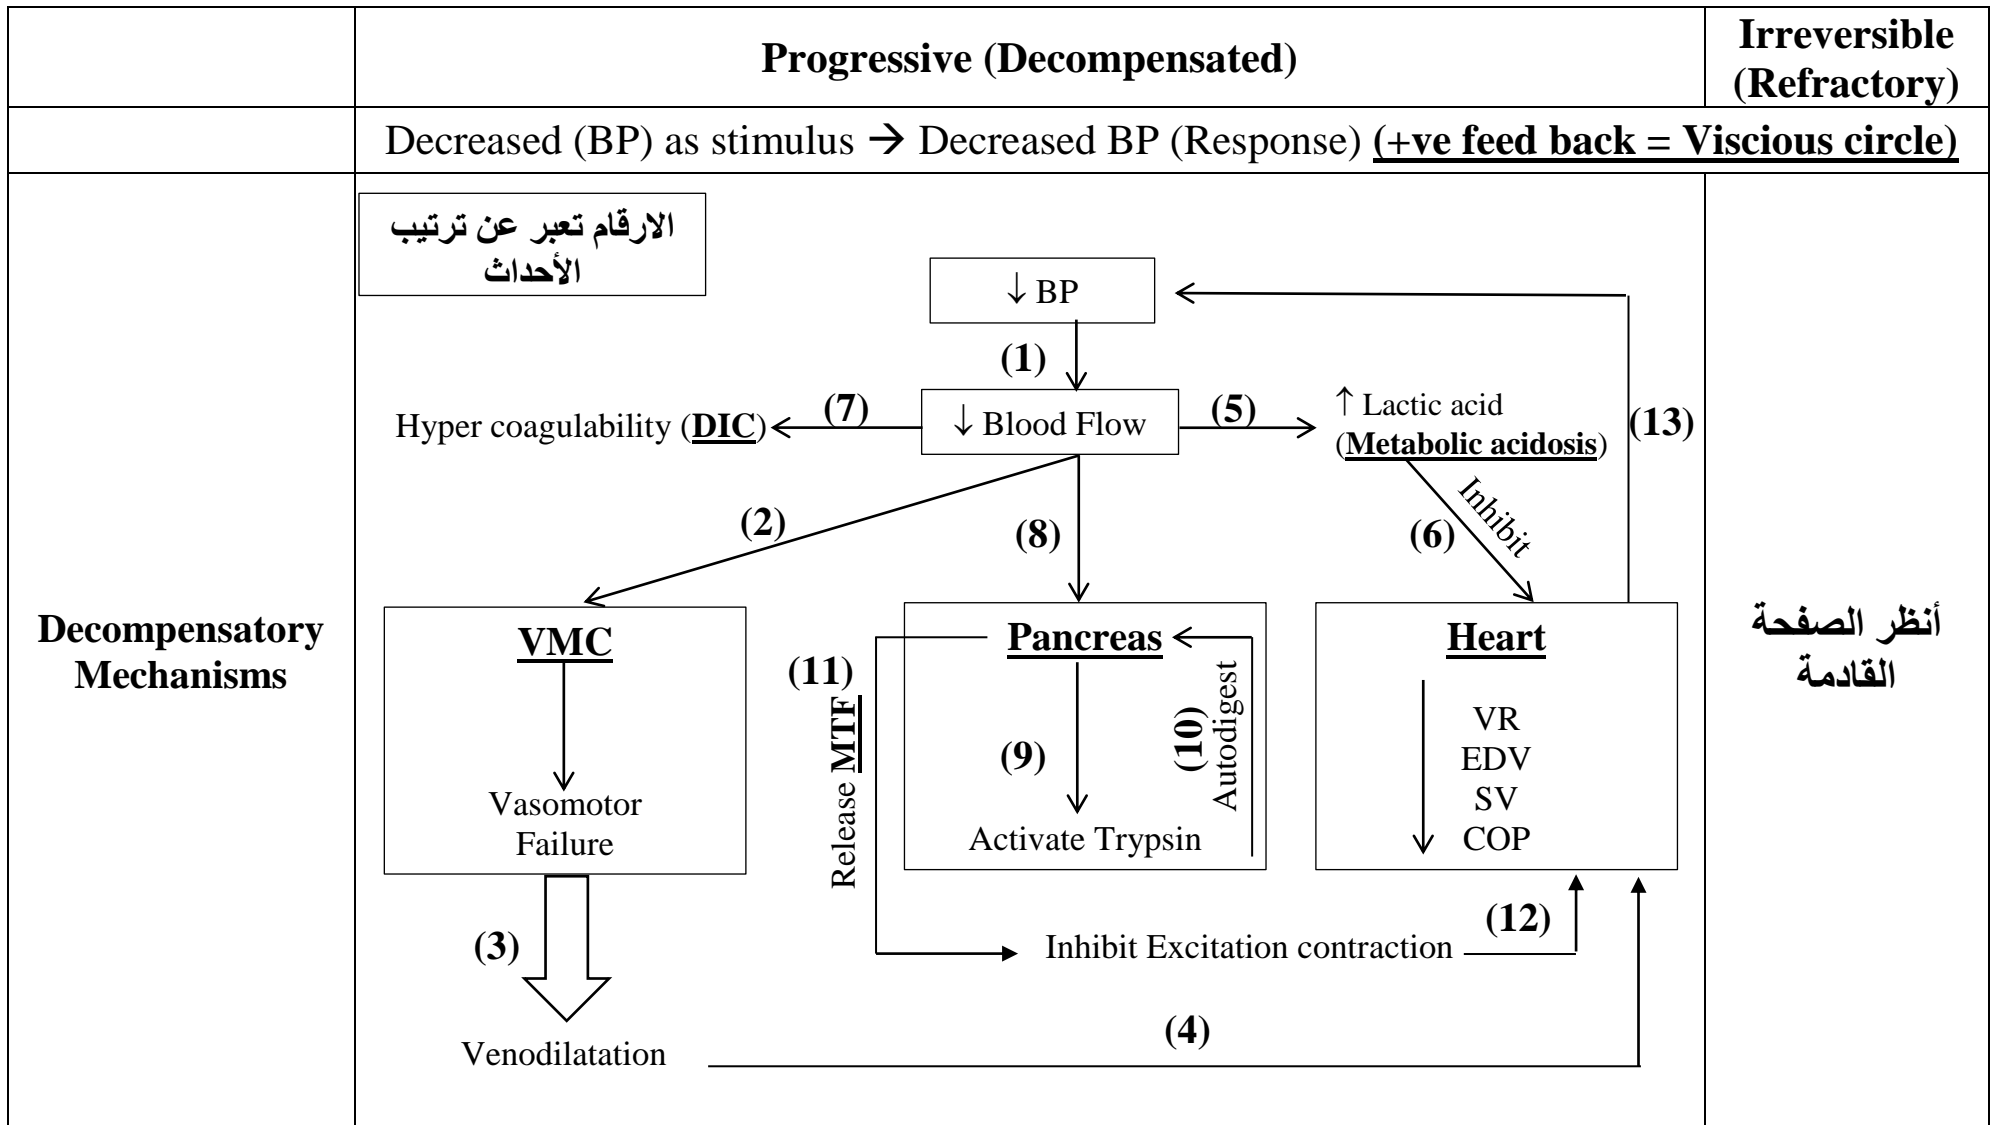 Progressive (Decompensated)
Irreversible
(Refractory)
Decreased (BP) as stimulus → Decreased BP (Response) (+ve feed back = Viscious circle)
Decompensatory
Mechanisms
الارقام تعبر عن ترتيب
الأحداث
↓ BP
(1)
Hyper coagulability (DIC)
(7)
↓ Blood Flow
(5)
↑ Lactic acid
(Metabolic acidosis)
(13)
(2)
(8)
(6)
Inhibit
VMC
Vasomotor
Failure
(11)
Release MTF
Pancreas
(9)
(10)
Autodigest
Activate Trypsin
Heart
VR
EDV
SV
COP
(3)
Inhibit Excitation contraction
(12)
Venodilatation
(4)
أنظر الصفحة
القادمة